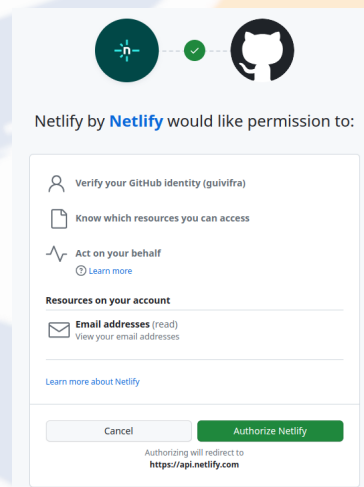 n
Netlify by Netlify would like permission to:
Verify your GitHub identity (guivifra)
Know which resources you can access
Act on your behalf
? Learn more
Resources on your account
Email addresses (read)
View your email addresses
Learn more about Netlify
Cancel
Authorize Netlify
Authorizing will redirect to
https://api.netlify.com